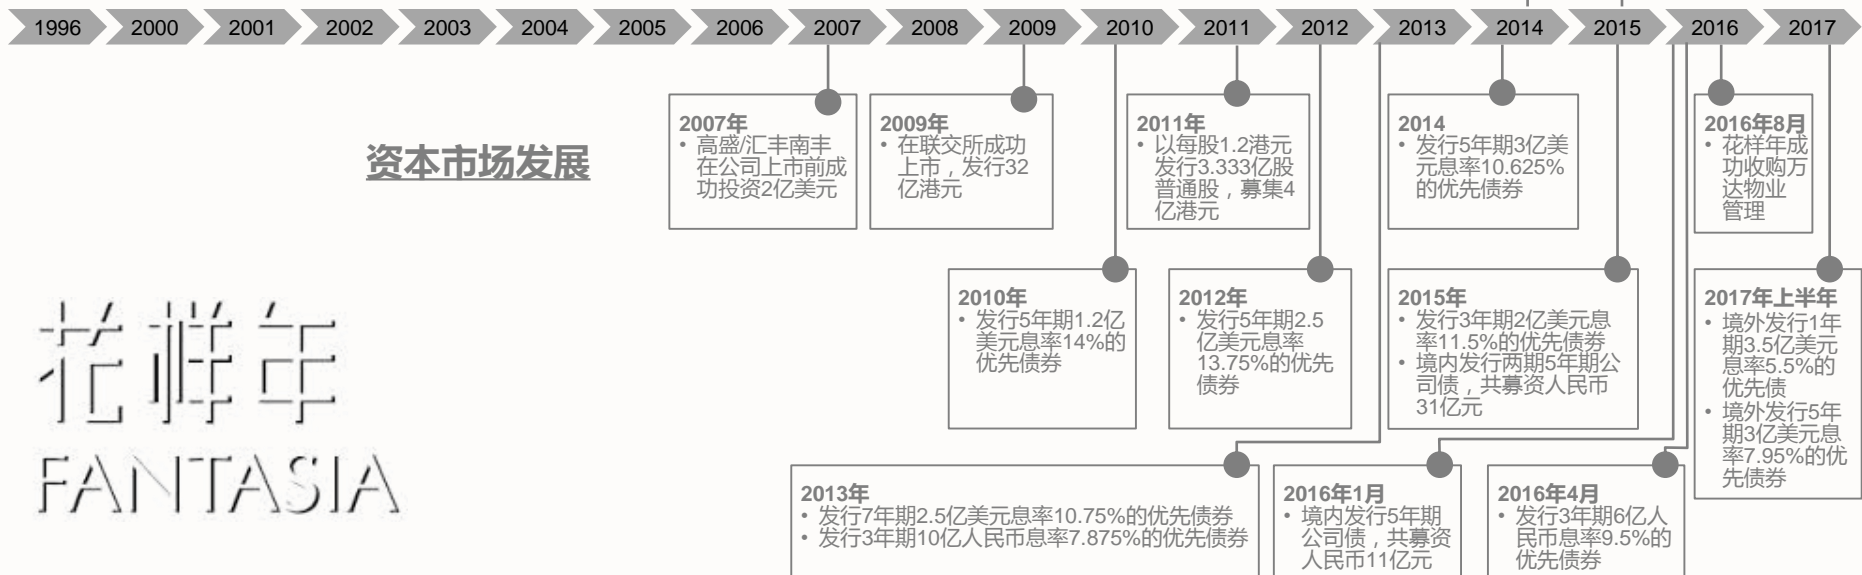 1996 2000 2001 2002 2003 2004 2005 2006 2007 2008 2009 2010 2011 2012 2013 2014 2015 2016 2017
资本市场发展
2007年
• 高盛/汇丰南丰
在公司上市前成
功投资2亿美元
2009年
• 在联交所成功
上市，发行32
亿港元
2011年
• 以每股1.2港元
发行3.333亿股
普通股，募集4
亿港元
2014
• 发行5年期3亿美
元息率10.625%
的优先债券
2016年8月
• 花样年成
功收购万
达物业
管理
2010年
• 发行5年期1.2亿
美元息率14%的
优先债券
2012年
• 发行5年期2.5
亿美元息率
13.75%的优先
债券
2015年
• 发行3年期2亿美元息
率11.5%的优先债券
• 境内发行两期5年期公
司债，共募资人民币
31亿元
2017年上半年
• 境外发行1年
期3.5亿美元
息率5.5%的
优先债
• 境外发行5年
期3亿美元息
率7.95%的优
先债券
花样年
FANTASIA
2013年
• 发行7年期2.5亿美元息率10.75%的优先债券
• 发行3年期10亿人民币息率7.875%的优先债券
2016年1月
• 境内发行5年期
公司债，共募资
人民币11亿元
2016年4月
• 发行3年期6亿人
民币息率9.5%的
优先债券